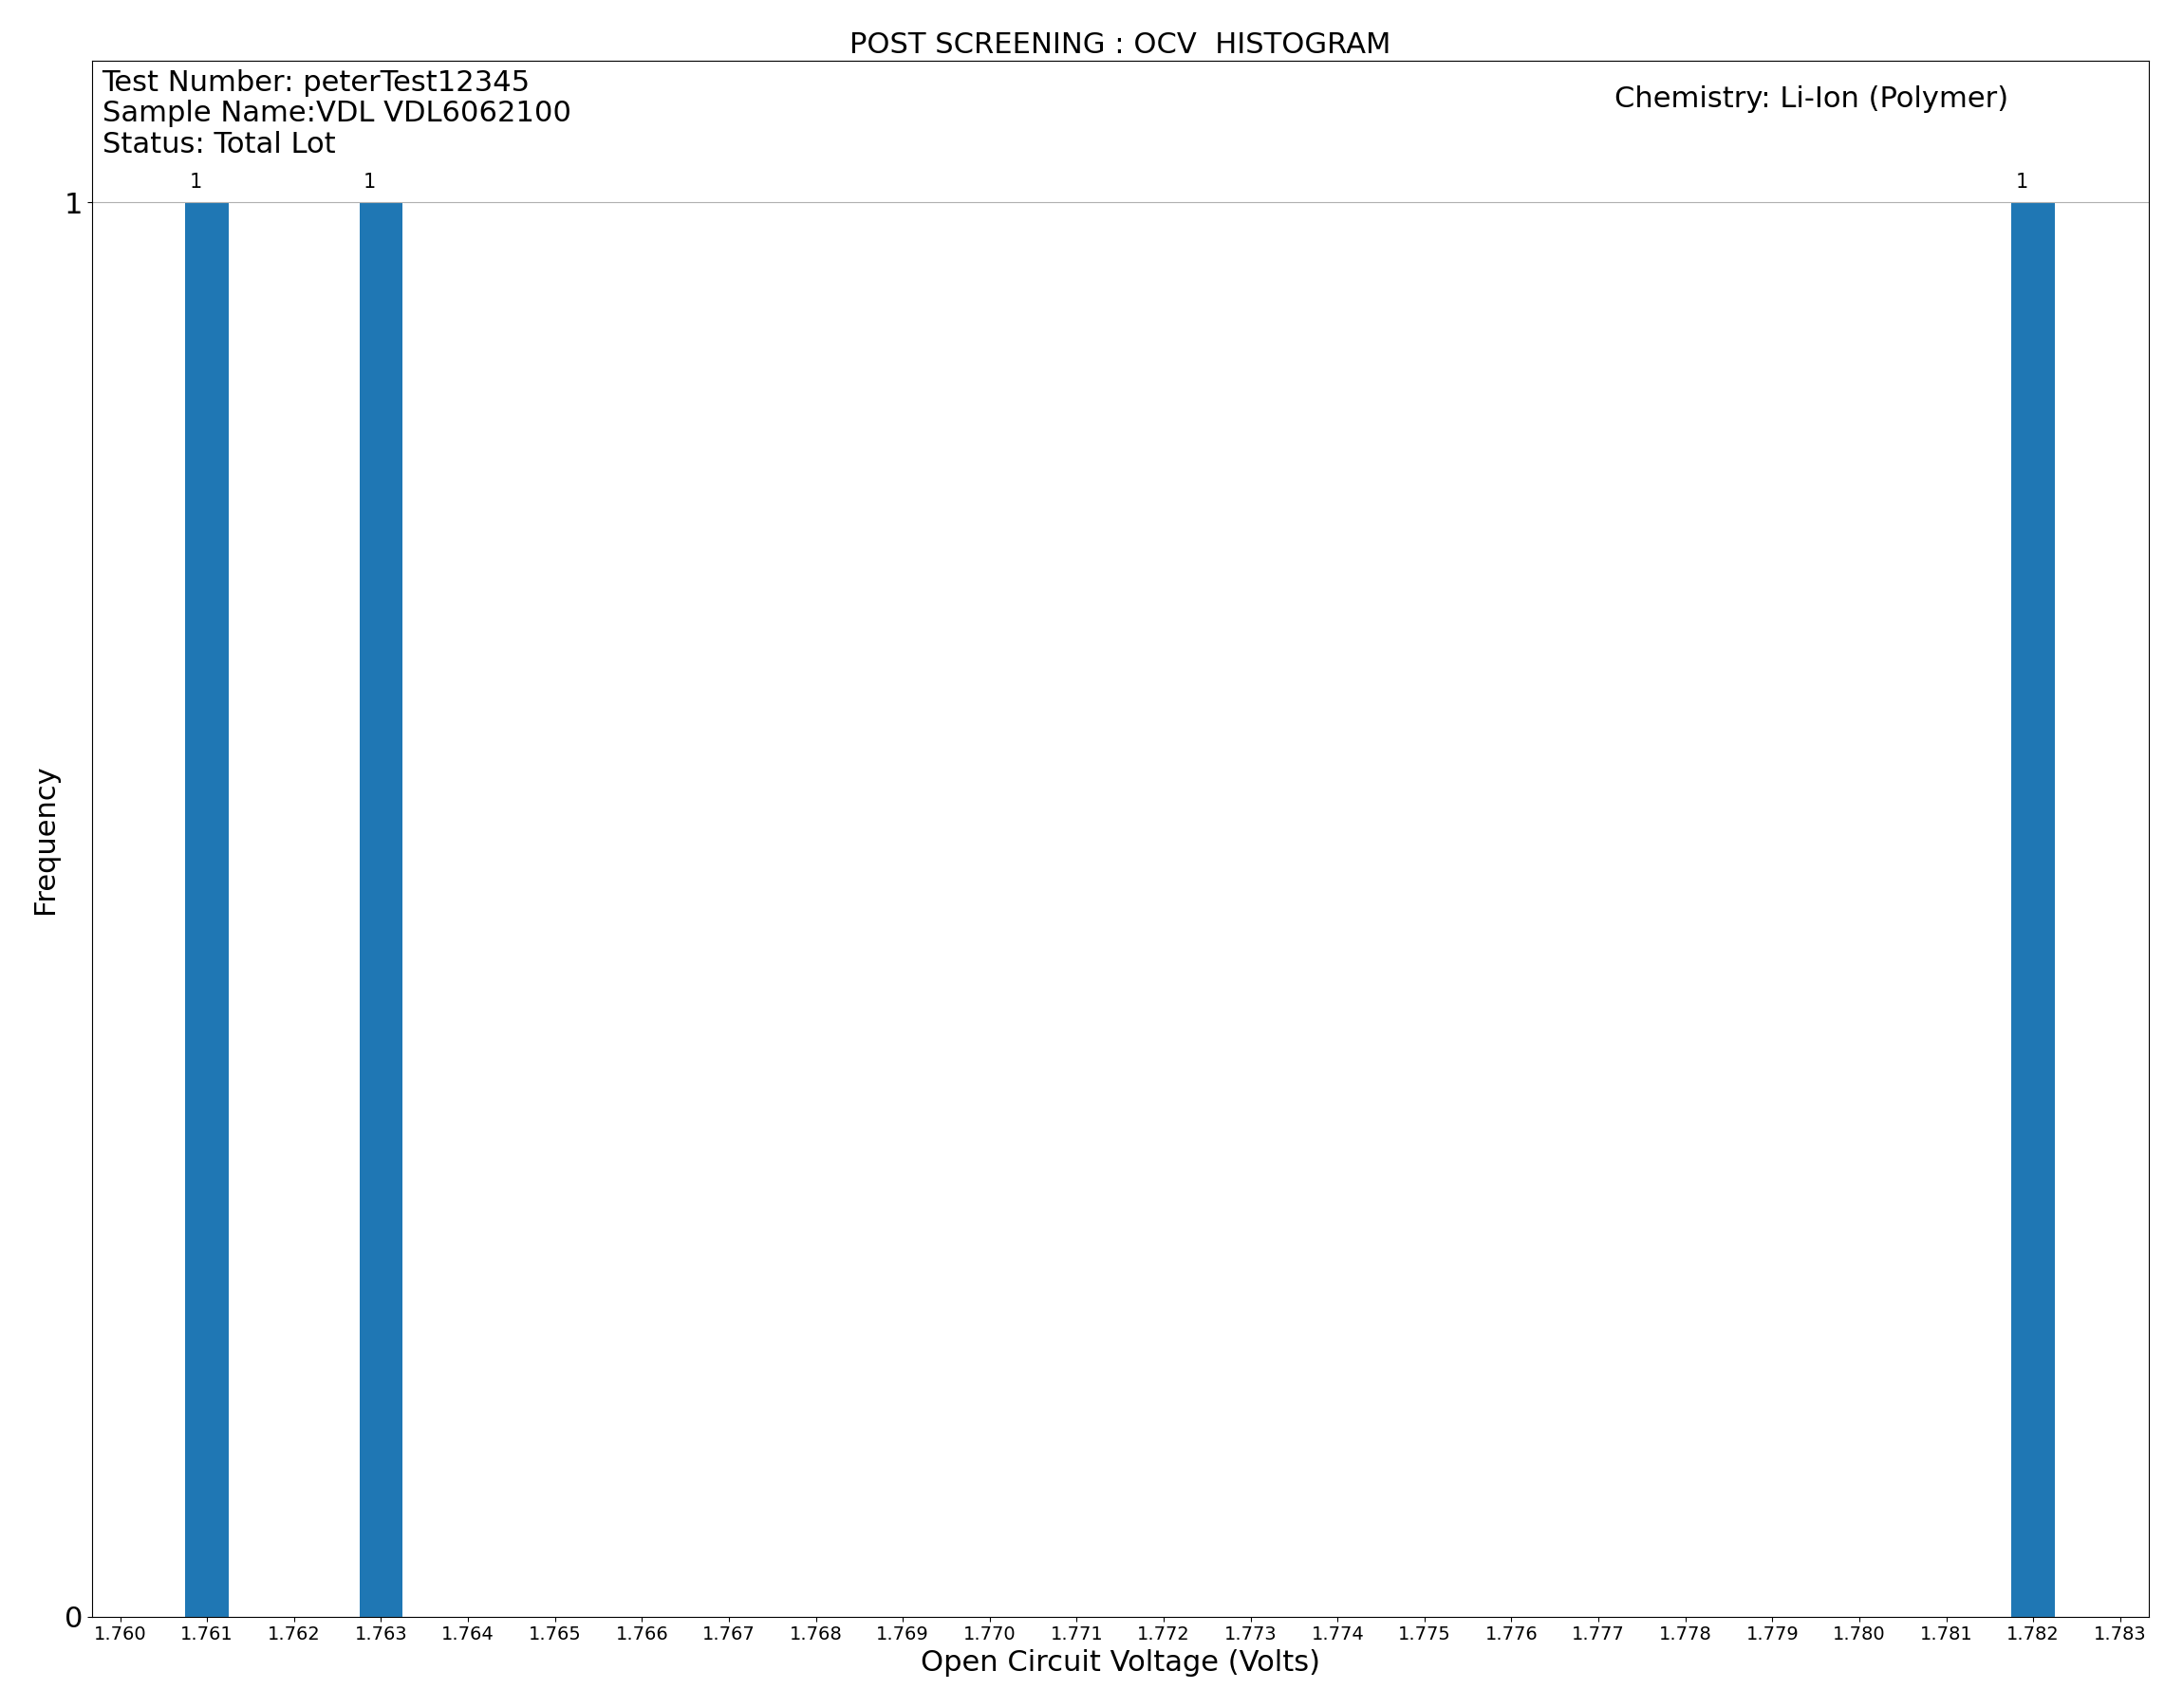 POST SCREENING : OCV  HISTOGRAM
Test Number: peterTest12345
Sample Name:VDL VDL6062100
Status: Total Lot
Chemistry: Li-Ion (Polymer)
1 1 1
1
Frequency
0
1.760 1.761 1.762 1.763 1.764 1.765 1.766 1.767 1.768 1.769 1.770 1.771 1.772 1.773 1.774 1.775 1.776 1.777 1.778 1.779 1.780 1.781 1.782 1.783
Open Circuit Voltage (Volts)